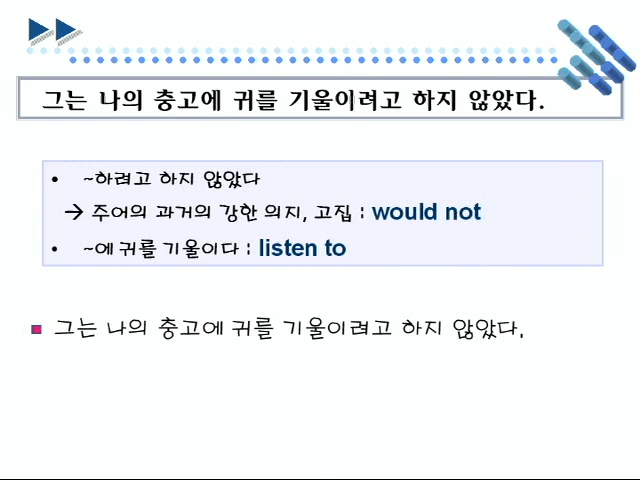 그는 나의 충고에 귀를 기울이려고 하지 않았다.
• ~하려고 하지 않았다
→ 주어의 과거의 강한 의지, 고집 : would not
• ~에 귀를 기울이다 : listen to
그는 나의 충고에 귀를 기울이려고 하지 않았다.